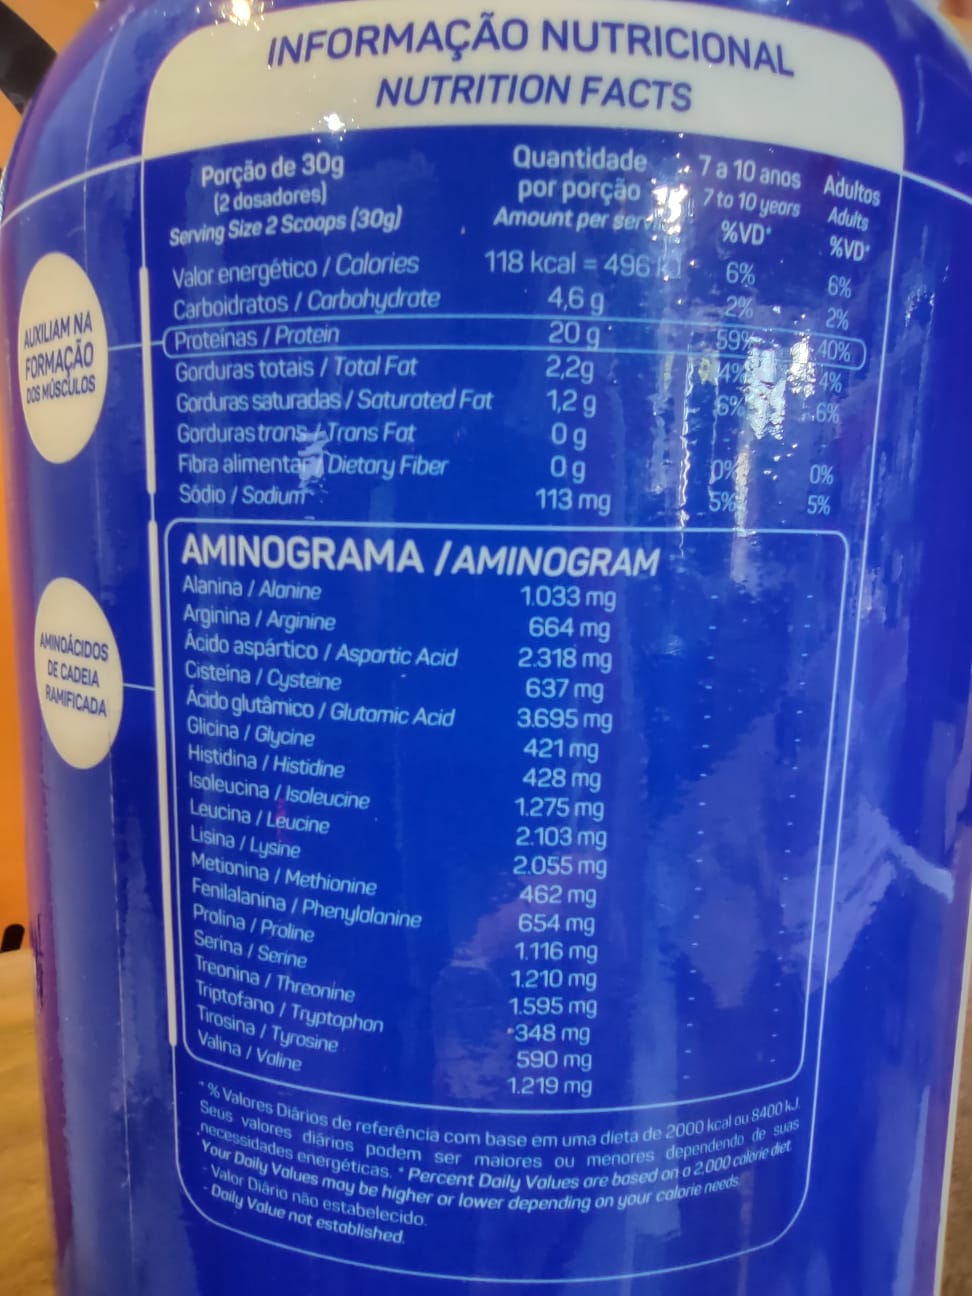 INFORMAÇÃO NUTRICIONAL
NUTRITION FACTS
Porção de 30g
(2 dosadores)
Serving Size 2 Scoops (30g)
Quantidade
por porção
Amount per
7 a 10 anos
7 to 10 years
%VD*
Adultos
Adults
%VD*
Valor energético / Calories 118 kcal = 496 6% 6%
Carboidratos / Carbohydrate 4,6 g 2% 2%
Proteínas / Protein 20 g 59% 40%
Gorduras totais / Total Fat 2,2g 4% 4%
Gorduras saturadas / Saturated Fat 1,2 g 6% 6%
Gorduras trans / Trans Fat 0 g
Fibra alimentar / Dietary Fiber 0 g 0% 0%
Sódio / Sodium 113 mg 5% 5%
AUXILIAM NA
FORMAÇÃO
DOS MÚSCULOS
AMINOGRAMA / AMINOGRAM
Alanina / Alanine 1.033 mg - -
Arginina / Arginine 664 mg - -
Ácido aspártico / Aspartic Acid 2.318 mg - -
Cisteína / Cysteine 637 mg - -
Ácido glutâmico / Glutamic Acid 3.695 mg - -
Glicina / Glycine 421 mg - -
Histidina / Histidine 428 mg - -
Isoleucina / Isoleucine 1.275 mg - -
Leucina / Leucine 2.103 mg - -
Lisina / Lysine 2.055 mg - -
Metionina / Methionine 462 mg - -
Fenilalanina / Phenylalanine 654 mg - -
Prolina / Proline 1.116 mg - -
Serina / Serine 1.210 mg - -
Treonina / Threonine 1.595 mg - -
Triptofano / Tryptophan 348 mg - -
Tirosina / Tyrosine 590 mg - -
Valina / Valine 1.219 mg - -
AMINOÁCIDOS
DE CADEIA
RAMIFICADA
* % Valores Diários de referência com base em uma dieta de 2000 kcal ou 8400 kJ.
Seus valores diários podem ser maiores ou menores dependendo de suas
necessidades energéticas. * Percent Daily Values are based on a 2,000 calorie diet.
Your Daily Values may be higher or lower depending on your calorie needs.
- Valor Diário não estabelecido.
- Daily Value not established.